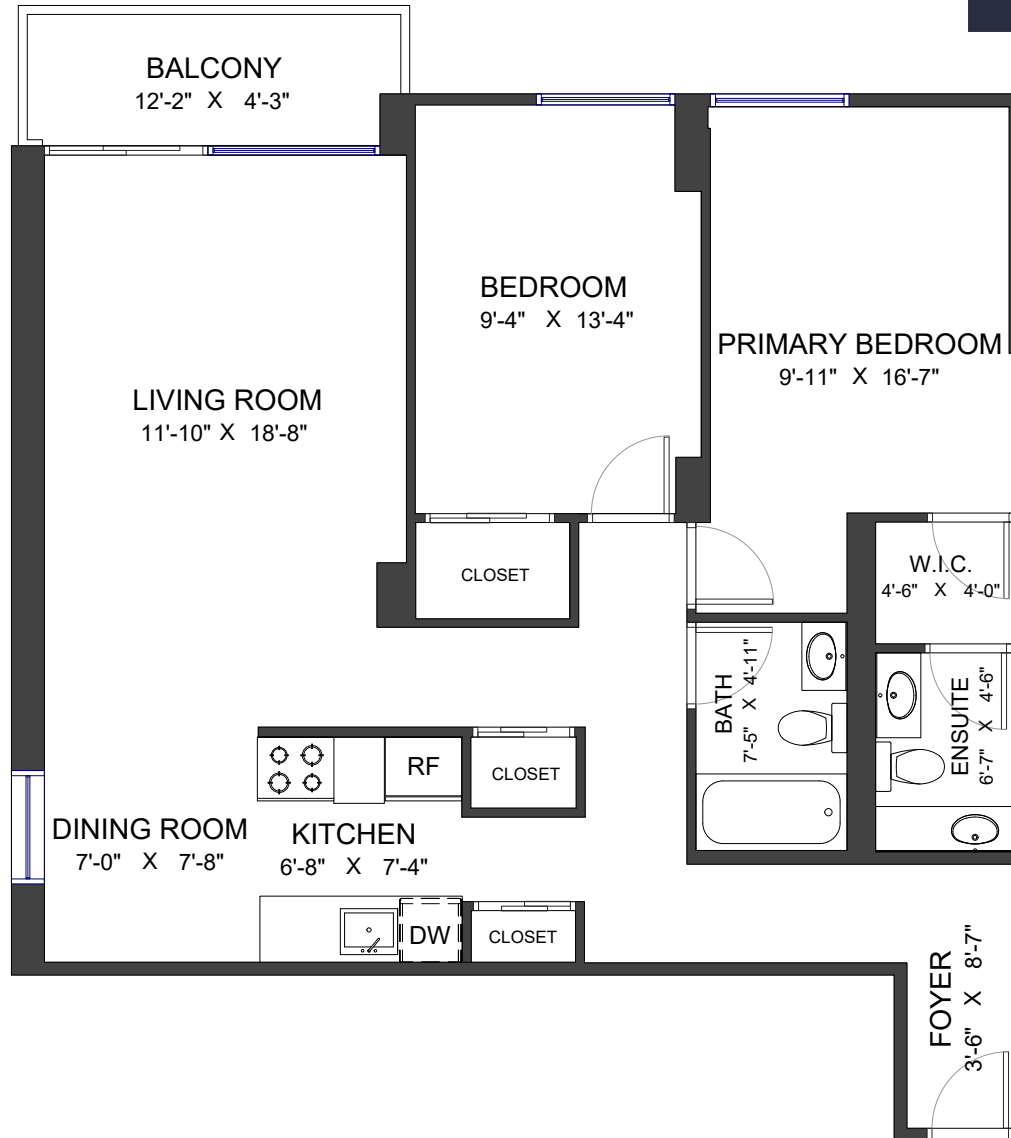 BALCONY
12'-2" X 4'-3"
BEDROOM
9'-4" X 13'-4"
PRIMARY BEDROOM
9'-11" X 16'-7"
LIVING ROOM
11'-10" X 18'-8"
CLOSET
W.I.C.
4'-6" X 4'-0"
BATH
7'-5" X 4'-11"
ENSUITE
6'-7" X 4'-6"
RF
CLOSET
DINING ROOM
7'-0" X 7'-8"
KITCHEN
6'-8" X 7'-4"
DW
CLOSET
FOYER
3'-6" X 8'-7"